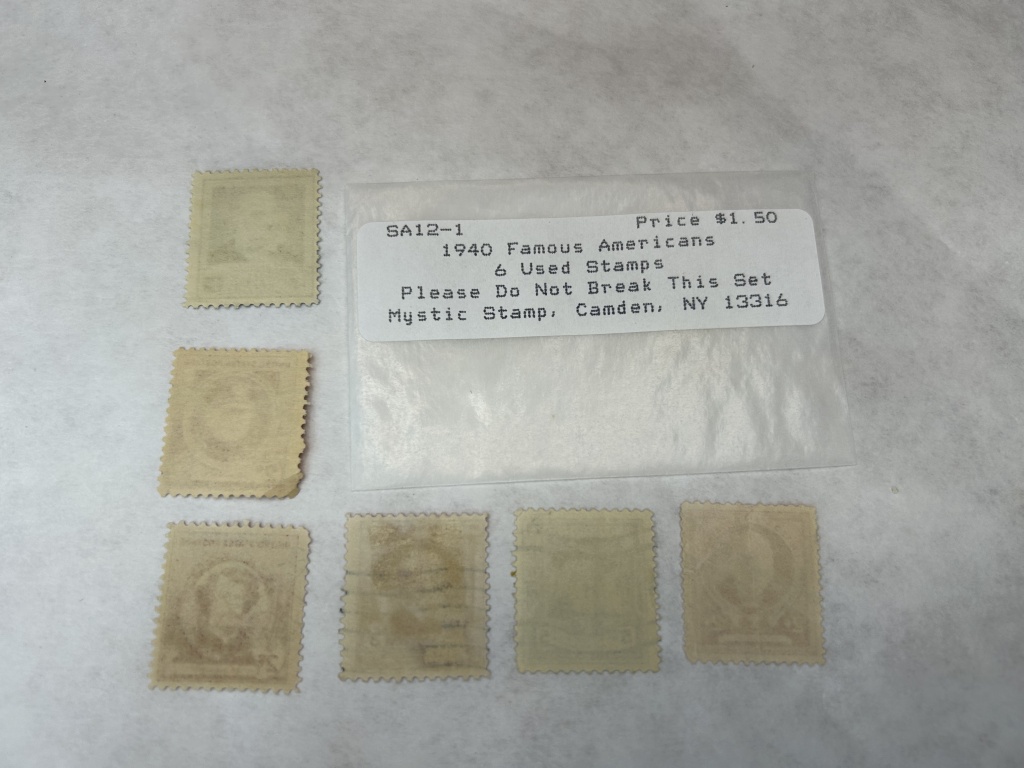 SA12-1 Price $1.50
1940 Famous Americans
6 Used Stamps
Please Do Not Break This Set
Mystic Stamp, Camden, NY 13316